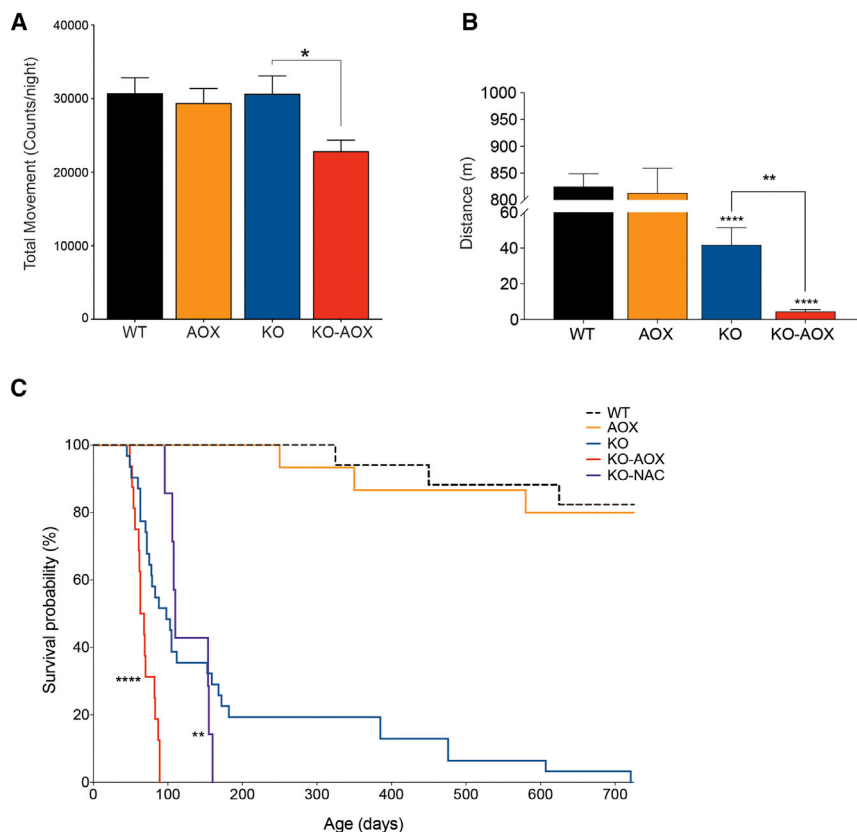 A
40000
30000
20000
10000
0
Total Movement (Counts/night)
*
WT AOX KO KO-AOX
B
1000
950
900
850
800
60
40
20
0
Distance (m)
**
****
****
WT AOX KO KO-AOX
C
WT
AOX
KO
KO-AOX
KO-NAC
100
80
60
40
20
0
Survival probability (%)
****
**
0 100 200 300 400 500 600 700
Age (days)